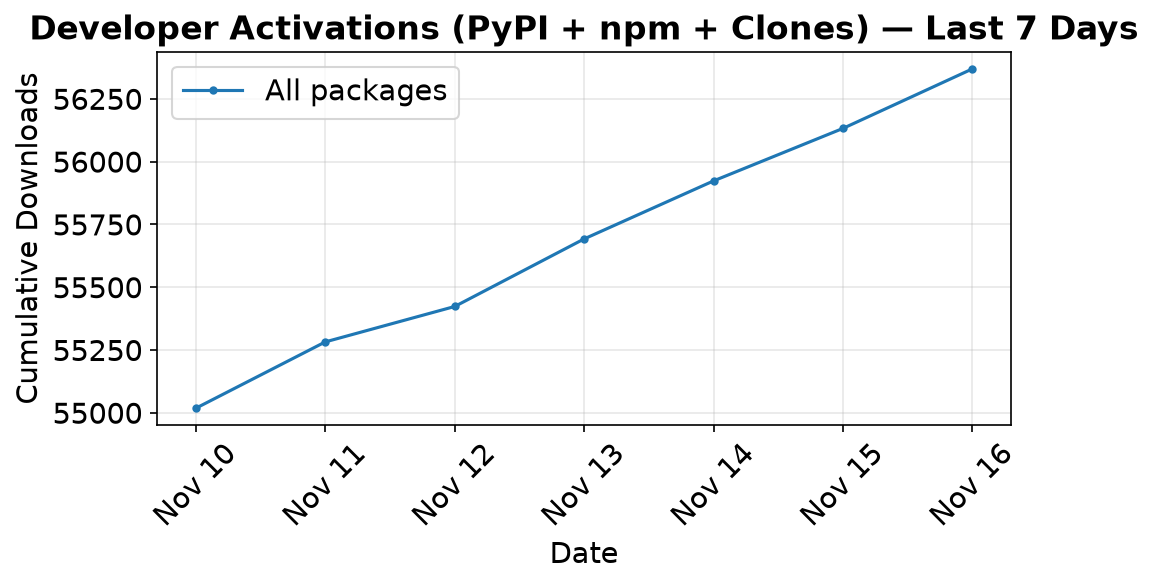 Developer Activations (PyPI + npm + Clones) — Last 7 Days
All packages
Cumulative Downloads
56250
56000
55750
55500
55250
55000
Nov 10
Nov 11
Nov 12
Nov 13
Nov 14
Nov 15
Nov 16
Date